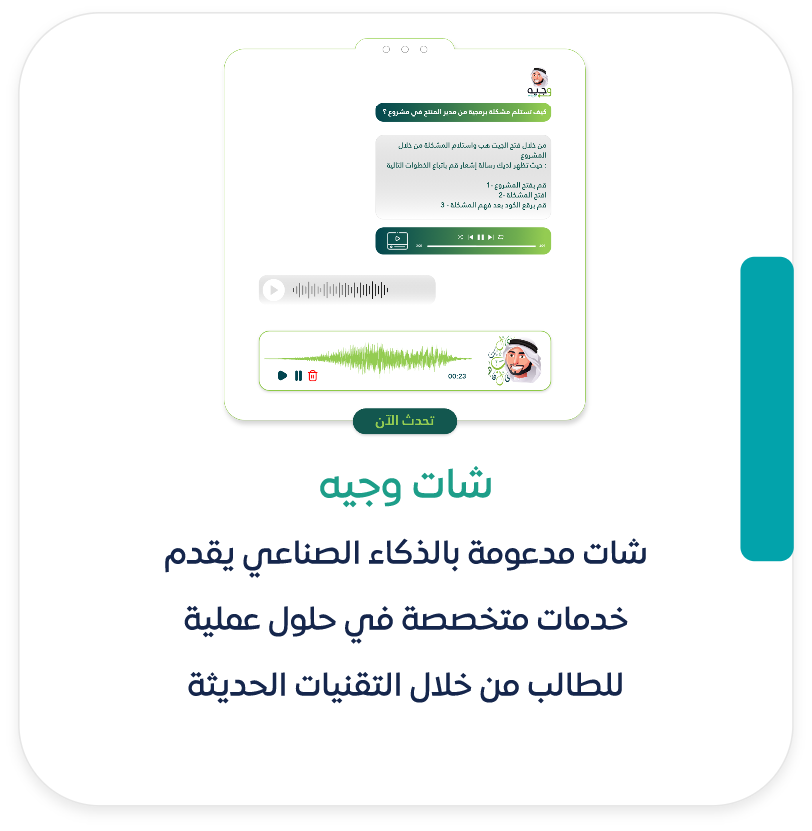 وجيه
كيف تستلم مشكلة برمجية من مدير المنتج في مشروع ؟
من خلال فتح الجيت هب واستلام المشكلة من خلال
المشروع
: حيث تظهر لديك رسالة إشعار قم باتباع الخطوات التالية
قم بفتح المشروع -1
افتح المشكلة -2
قم برفع الكود بعد فهم المشكلة - 3
00:23
تحدث الآن
شات وجيه
شات مدعومة بالذكاء الصناعي يقدم
خدمات متخصصة في حلول عملية
للطالب من خلال التقنيات الحديثة